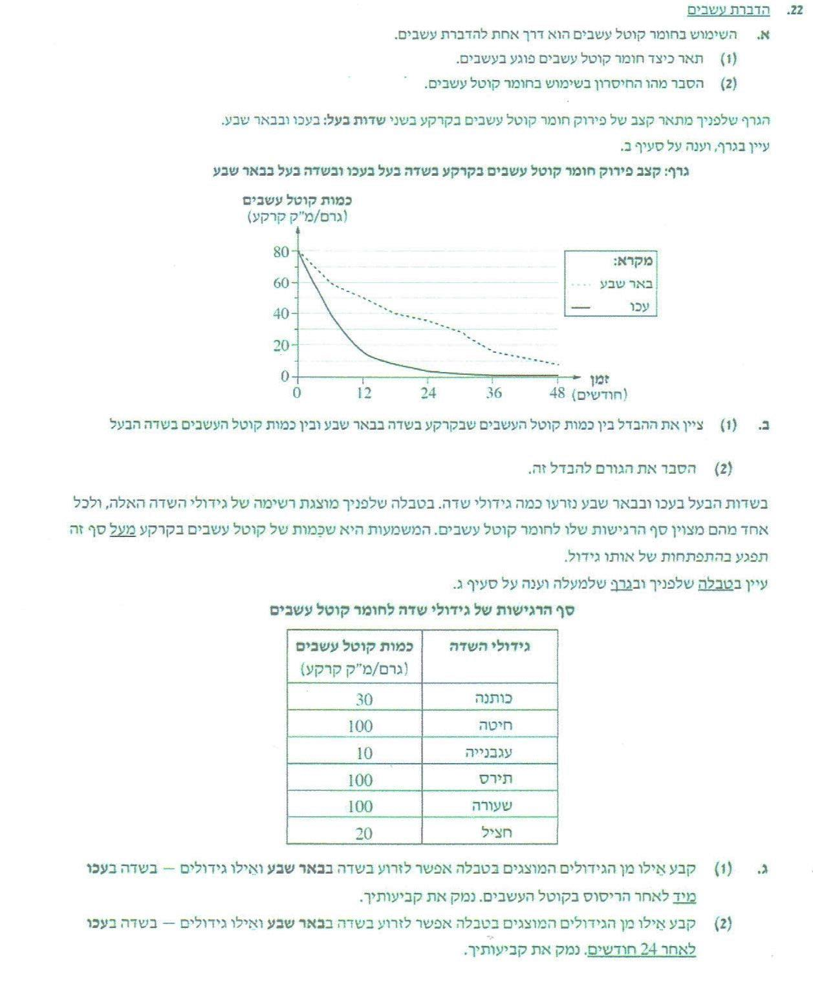 22. הדברת עשבים
א. השימוש בחומר קוטל עשבים הוא דרך אחת להדברת עשבים.
(1) תאר כיצד חומר קוטל עשבים פוגע בעשבים.
(2) הסבר מהו החיסרון בשימוש בחומר קוטל עשבים.
הגרף שלפניך מתאר קצב של פירוק חומר קוטל עשבים בקרקע בשני שדות בעל: בעכו ובבאר שבע.
עיין בגרף, וענה על סעיף ב.
גרף: קצב פירוק חומר קוטל עשבים בקרקע בשדה בעל בעכו ובשדה בעל בבאר שבע
כמות קוטל עשבים
(גרם/מ"ק קרקע)
80
60
40
20
0
מקרא:
באר שבע
עכו
0 12 24 36 48
זמן
(חודשים)
ב. (1) ציין את ההבדל בין כמות קוטל העשבים שבקרקע בשדה בבאר שבע ובין כמות קוטל העשבים בשדה הבעל
(2) הסבר את הגורם להבדל זה.
בשדות הבעל בעכו ובבאר שבע נזרעו כמה גידולי שדה. בטבלה שלפניך מוצגת רשימה של גידולי השדה האלה, ולכל
אחד מהם מצוין סף הרגישות שלו לחומר קוטל עשבים. המשמעות היא שכַּמות של קוטל עשבים בקרקע מעל סף זה
תפגע בהתפתחות של אותו גידול.
עיין בטבלה שלפניך ובגרף שלמעלה וענה על סעיף ג.
סף הרגישות של גידולי שדה לחומר קוטל עשבים
גידולי השדה כמות קוטל עשבים
(גרם/מ"ק קרקע)
כותנה 30
חיטה 100
עגבנייה 10
תירס 100
שעורה 100
חציל 20
ג. (1) קבע אֵילו מן הגידולים המוצגים בטבלה אפשר לזרוע בשדה בבאר שבע ואֵילו גידולים – בשדה בעכו
מיד לאחר הריסוס בקוטל העשבים. נמק את קביעותיך.
(2) קבע אֵילו מן הגידולים המוצגים בטבלה אפשר לזרוע בשדה בבאר שבע ואֵילו גידולים – בשדה בעכו
לאחר 24 חודשים. נמק את קביעותיך.